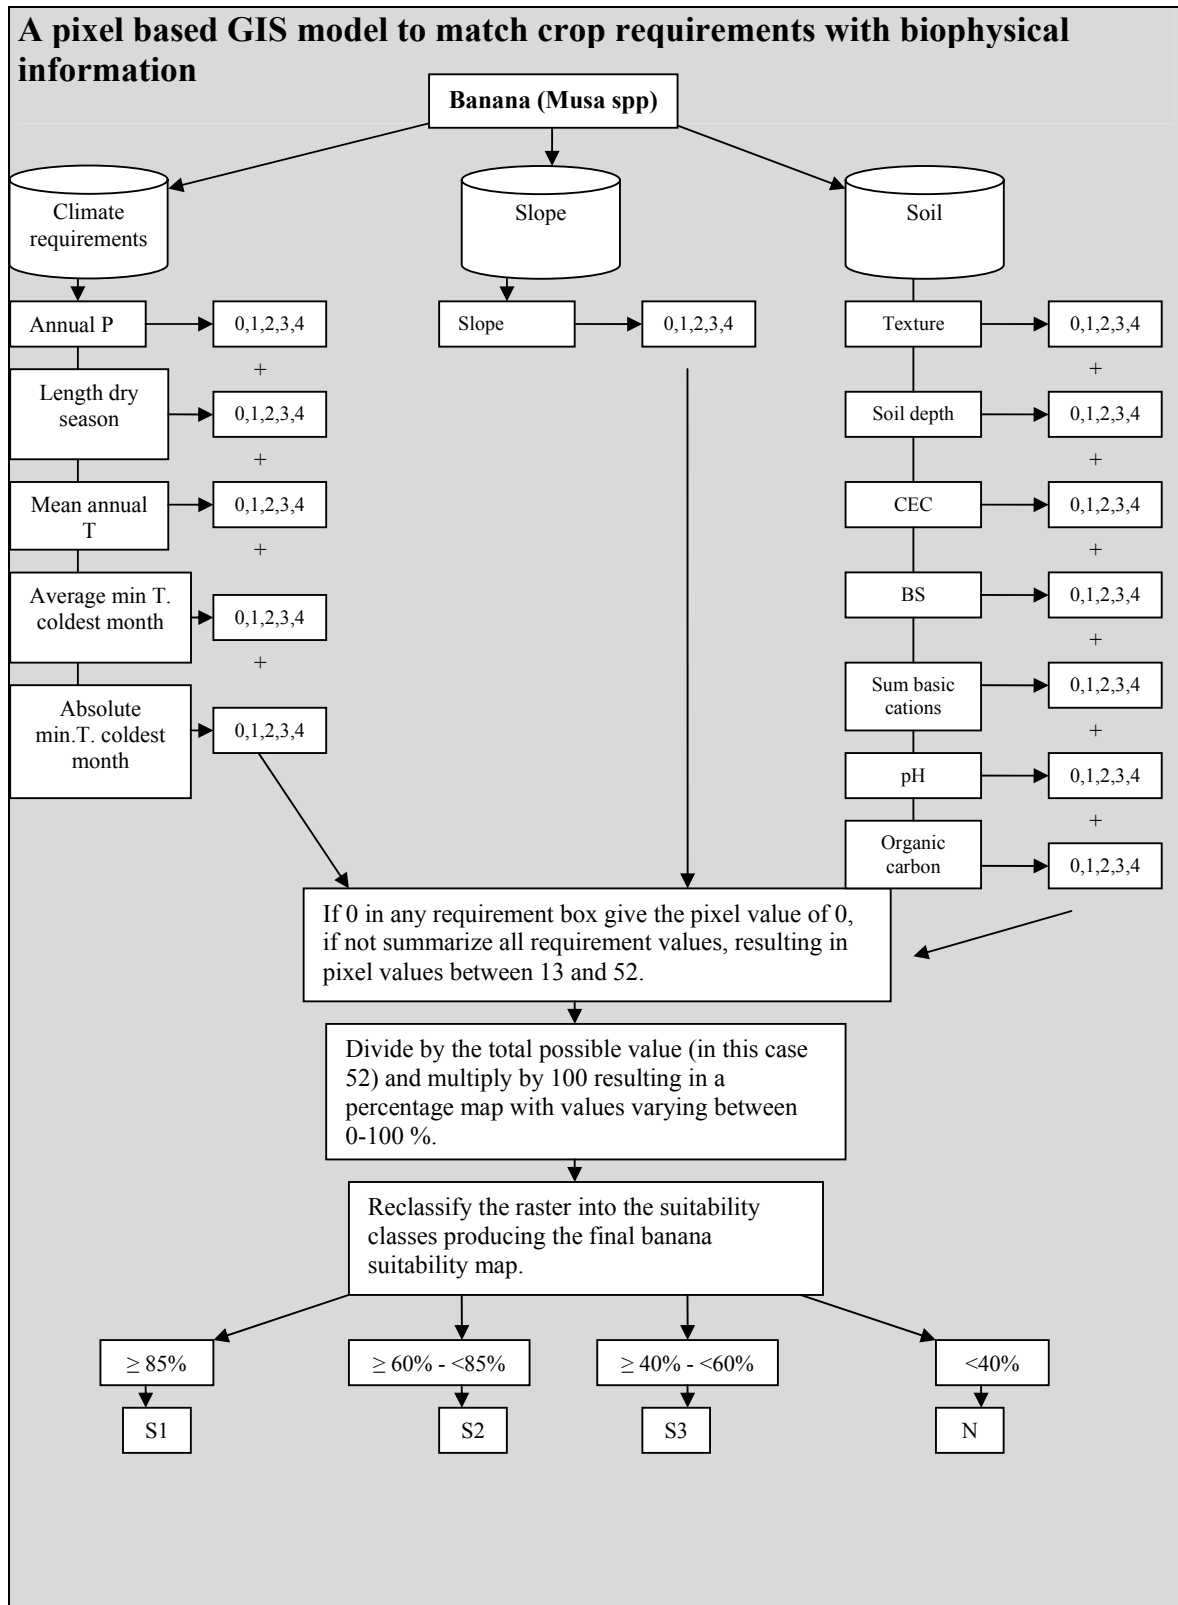 A pixel based GIS model to match crop requirements with biophysical
information
Banana (Musa spp)
Climate
requirements
Slope
Soil
Annual P
0,1,2,3,4
Slope
0,1,2,3,4
Texture
0,1,2,3,4
+
+
Length dry
season
0,1,2,3,4
Soil depth
0,1,2,3,4
+
+
Mean annual
T
0,1,2,3,4
CEC
0,1,2,3,4
+
+
Average min T.
coldest month
0,1,2,3,4
BS
0,1,2,3,4
+
+
Absolute
min.T. coldest
month
0,1,2,3,4
Sum basic
cations
0,1,2,3,4
+
pH
0,1,2,3,4
+
Organic
carbon
0,1,2,3,4
If 0 in any requirement box give the pixel value of 0,
if not summarize all requirement values, resulting in
pixel values between 13 and 52.
Divide by the total possible value (in this case
52) and multiply by 100 resulting in a
percentage map with values varying between
0-100 %.
Reclassify the raster into the suitability
classes producing the final banana
suitability map.
≥ 85%
≥ 60% - <85%
≥ 40% - <60%
<40%
S1
S2
S3
N